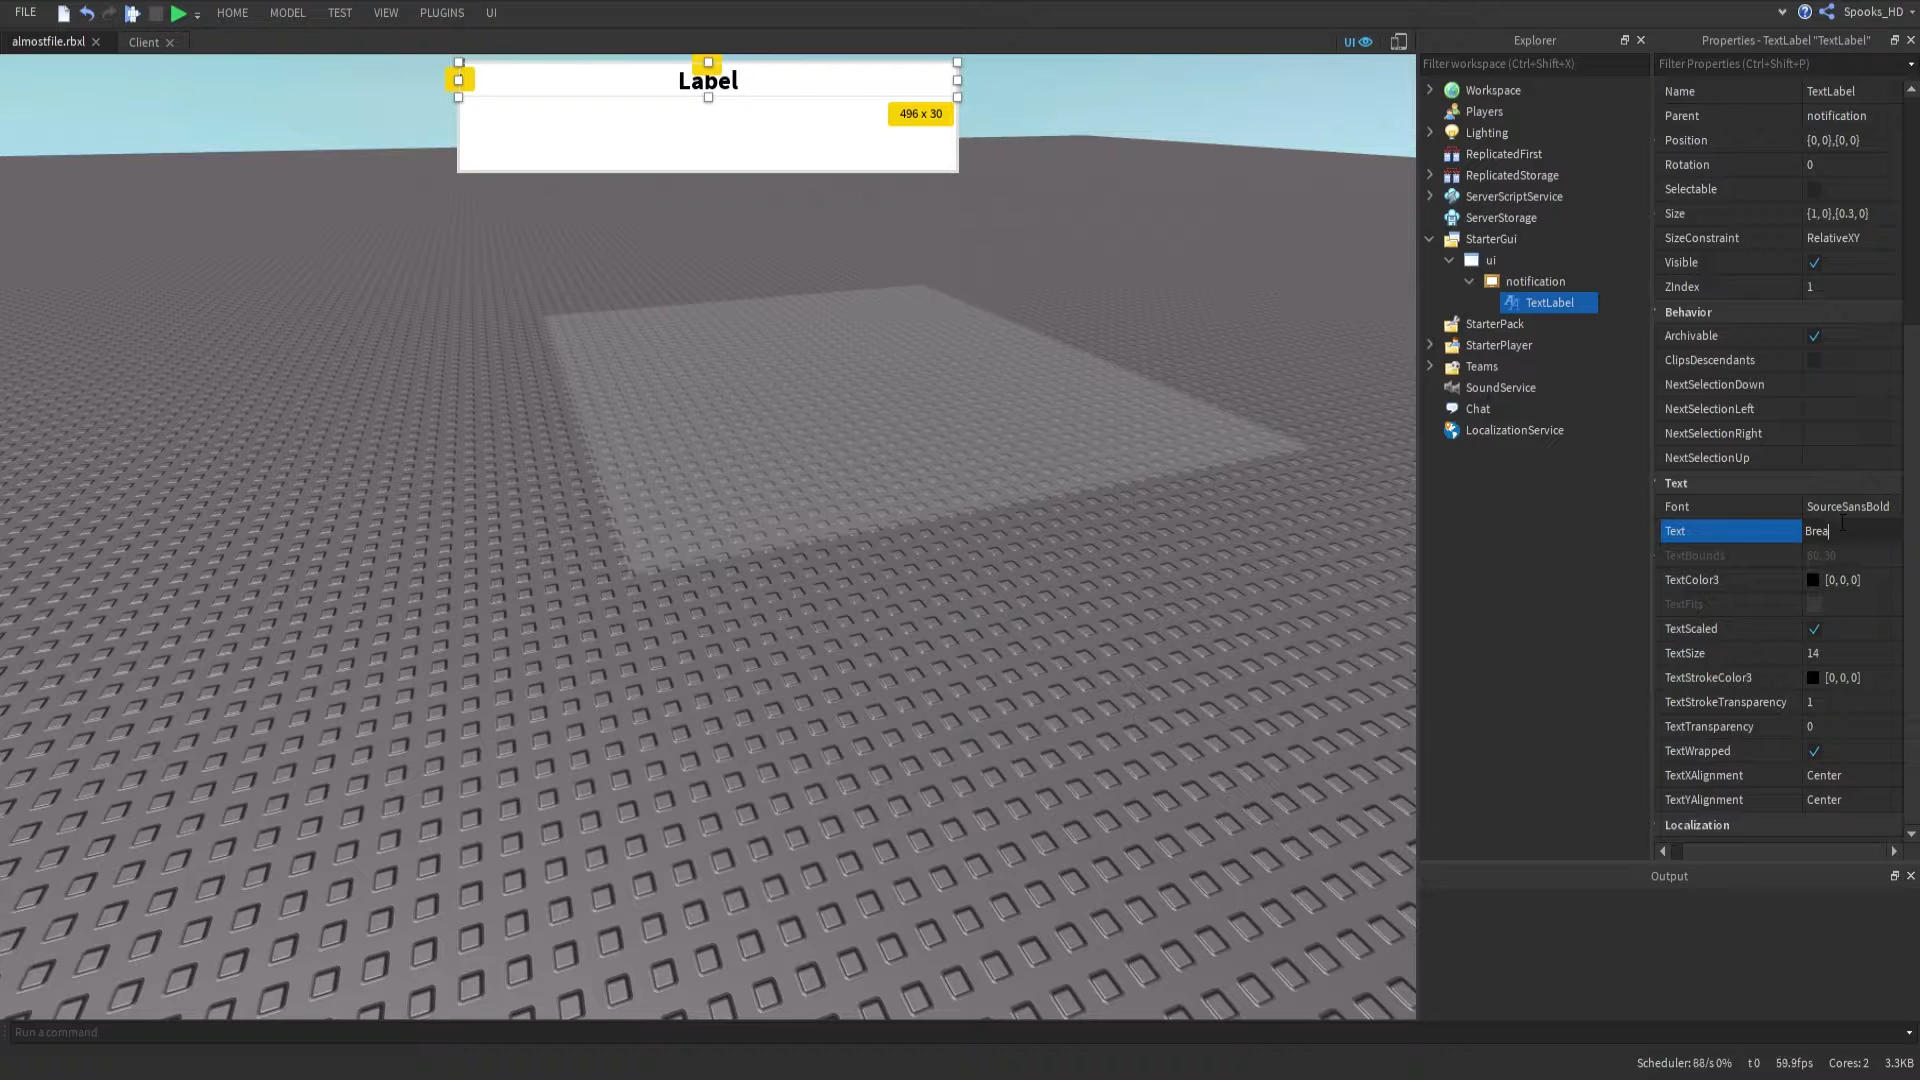 FILE HOME MODEL TEST VIEW PLUGINS UI Spooks_HD
almostfile.rbxl Client UI
Label
496 x 30
Explorer
Filter workspace (Ctrl+Shift+X)
Workspace
Players
Lighting
ReplicatedFirst
ReplicatedStorage
ServerScriptService
ServerStorage
StarterGui
ui
notification
TextLabel
StarterPack
StarterPlayer
Teams
SoundService
Chat
LocalizationService
Properties - TextLabel "TextLabel"
Filter Properties (Ctrl+Shift+P)
Name TextLabel
Parent notification
Position {0, 0},{0, 0}
Rotation 0
Selectable
Size {1, 0},{0.3, 0}
SizeConstraint RelativeXY
Visible
ZIndex 1
Behavior
Archivable
ClipsDescendants
NextSelectionDown
NextSelectionLeft
NextSelectionRight
NextSelectionUp
Text
Font SourceSansBold
Text Brea
TextBounds 60, 30
TextColor3 [0, 0, 0]
TextFits
TextScaled
TextSize 14
TextStrokeColor3 [0, 0, 0]
TextStrokeTransparency 1
TextTransparency 0
TextWrapped
TextXAlignment Center
TextYAlignment Center
Localization
Output
Run a command
Scheduler: 88/s 0% t 0 59.9fps Cores: 2 3.3KB